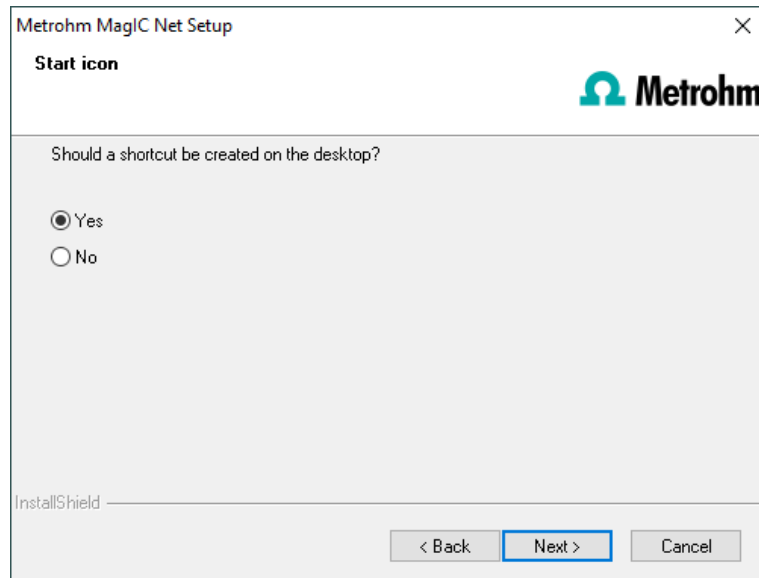 Metrohm MagIC Net Setup
Start icon
Metrohm
Should a shortcut be created on the desktop?
Yes
No
InstallShield
< Back
Next >
Cancel